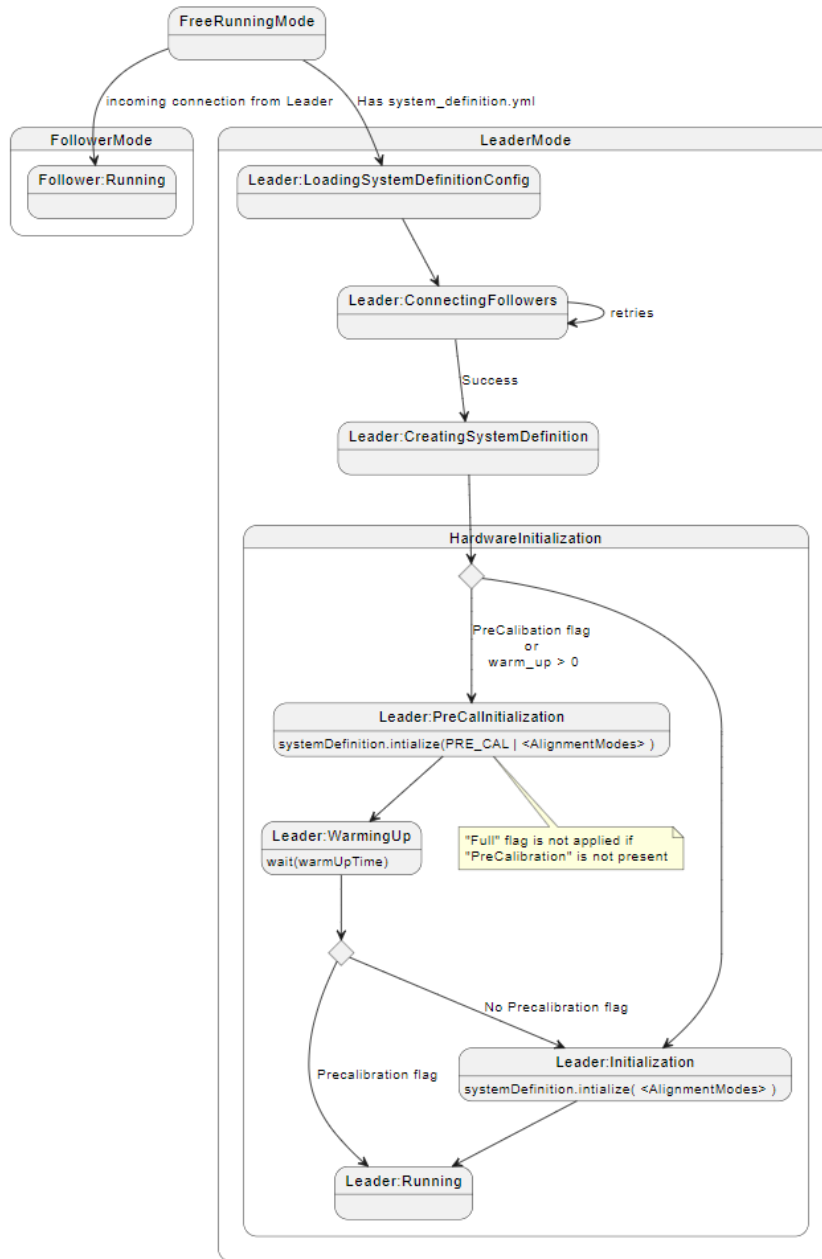 FreeRunningMode
incoming connection from Leader
Has system_definition.yml
FollowerMode
LeaderMode
Follower:Running
Leader:LoadingSystemDefinitionConfig
Leader:ConnectingFollowers
retries
Success
Leader:CreatingSystemDefinition
HardwareInitialization
PreCalibation flag
or
warm_up > 0
Leader:PreCalInitialization
systemDefinition.intialize(PRE_CAL | <AlignmentModes> )
Leader:WarmingUp
wait(warmUpTime)
"Full" flag is not applied if
"PreCalibration" is not present
No Precalibration flag
Precalibration flag
Leader:Initialization
systemDefinition.intialize( <AlignmentModes> )
Leader:Running